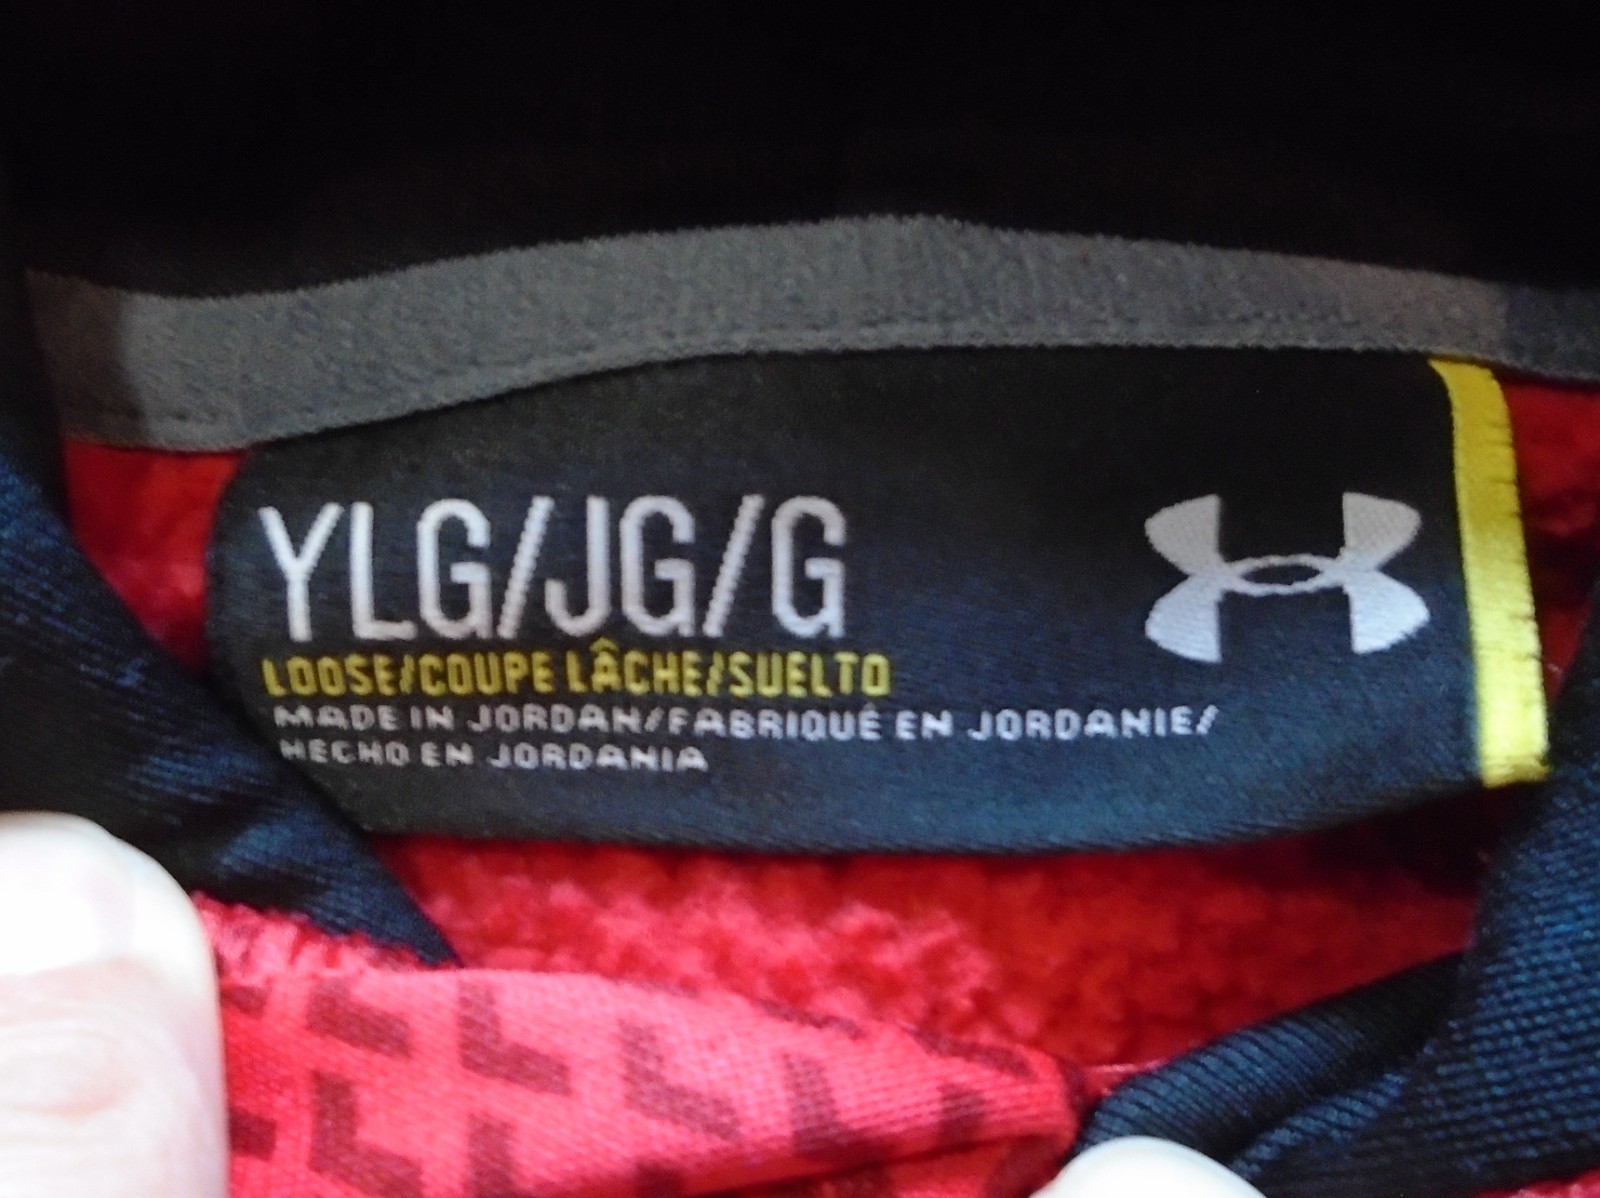 YLG/JG/G
LOOSE/COUPE LÂCHE/SUELTO
MADE IN JORDAN/FABRIQUÉ EN JORDANIE/
HECHO EN JORDANIA